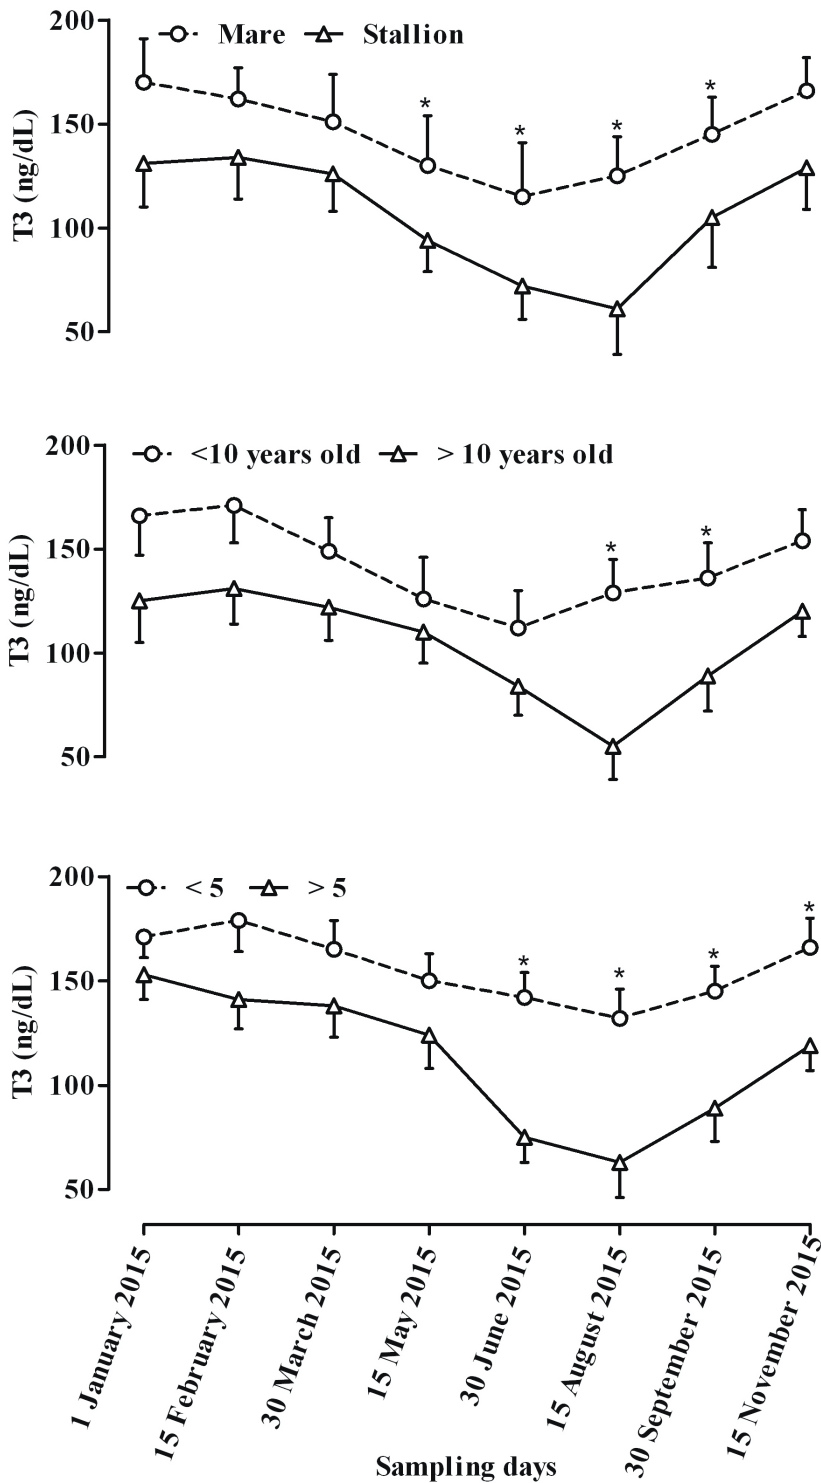 Mare Stallion
200
150
100
50
T3 (ng/dL)
*
*
*
*
<10 years old > 10 years old
200
150
100
50
T3 (ng/dL)
*
*
< 5 > 5
200
150
100
50
T3 (ng/dL)
*
*
*
*
1 January 2015
15 February 2015
30 March 2015
15 May 2015
30 June 2015
15 August 2015
30 September 2015
15 November 2015
Sampling days